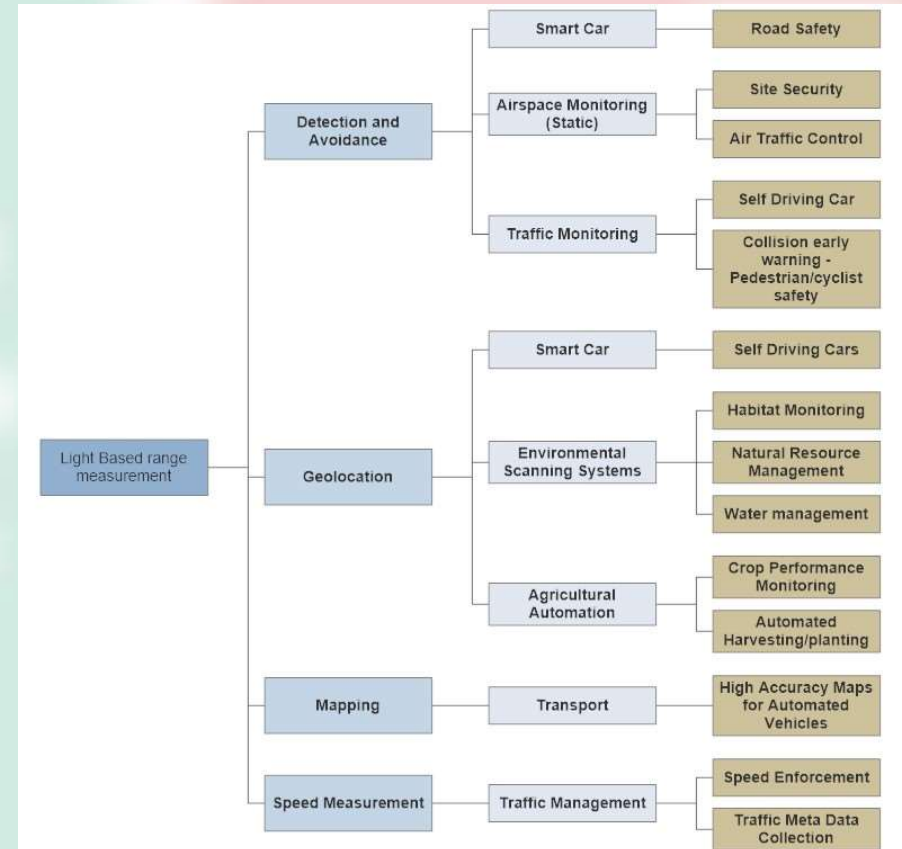 Light Based range
measurement
Detection and
Avoidance
Smart Car
Road Safety
Airspace Monitoring
(Static)
Site Security
Air Traffic Control
Traffic Monitoring
Self Driving Car
Collision early
warning -
Pedestrian/cyclist
safety
Geolocation
Smart Car
Self Driving Cars
Environmental
Scanning Systems
Habitat Monitoring
Natural Resource
Management
Water management
Agricultural
Automation
Crop Performance
Monitoring
Automated
Harvesting/planting
Mapping
Transport
High Accuracy Maps
for Automated
Vehicles
Speed Measurement
Traffic Management
Speed Enforcement
Traffic Meta Data
Collection